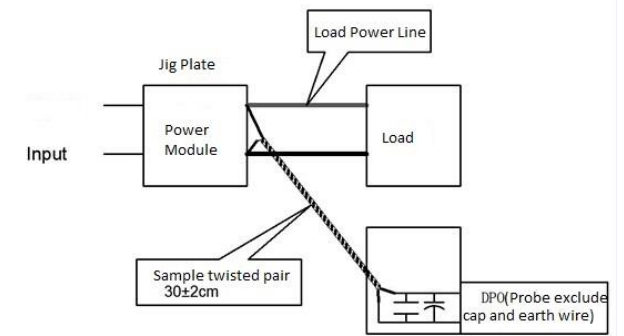 Load Power Line
Jig Plate
Power
Module
Load
Input
Sample twisted pair
30±2cm
DPO(Probe exclude
cap and earth wire)